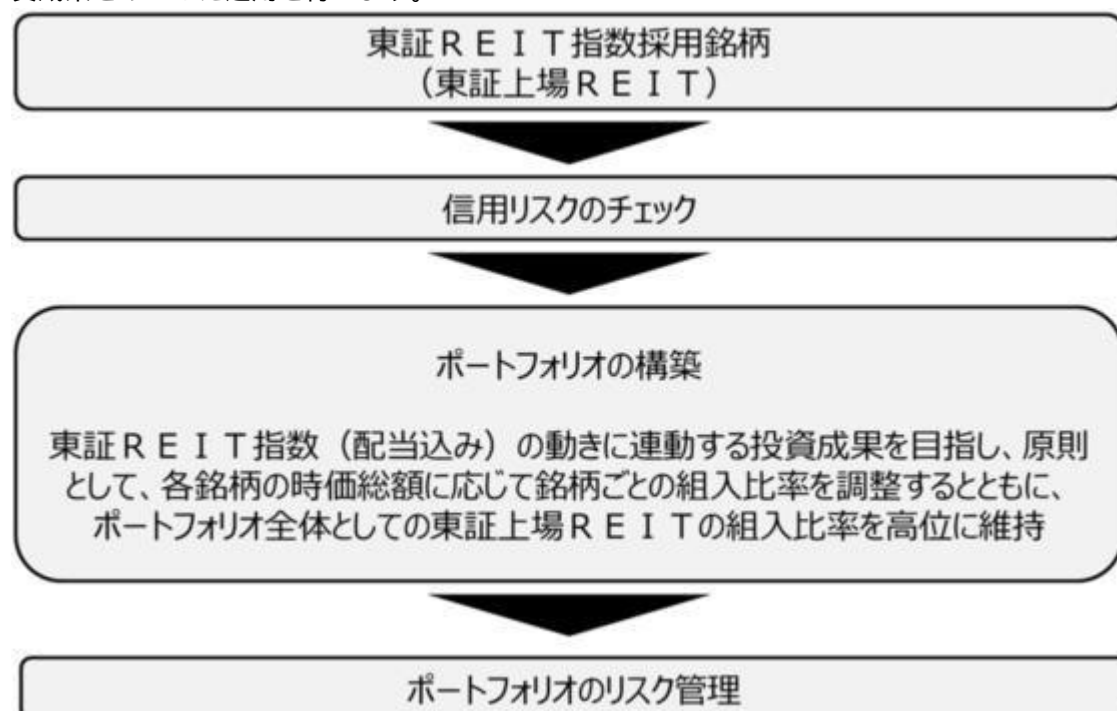 東証ＲＥＩＴ指数採用銘柄
（東証上場ＲＥＩＴ）
信用リスクのチェック
ポートフォリオの構築
東証ＲＥＩＴ指数（配当込み）の動きに連動する投資成果を目指し、原則
として、各銘柄の時価総額に応じて銘柄ごとの組入比率を調整するとともに、
ポートフォリオ全体としての東証上場ＲＥＩＴの組入比率を高位に維持
ポートフォリオのリスク管理